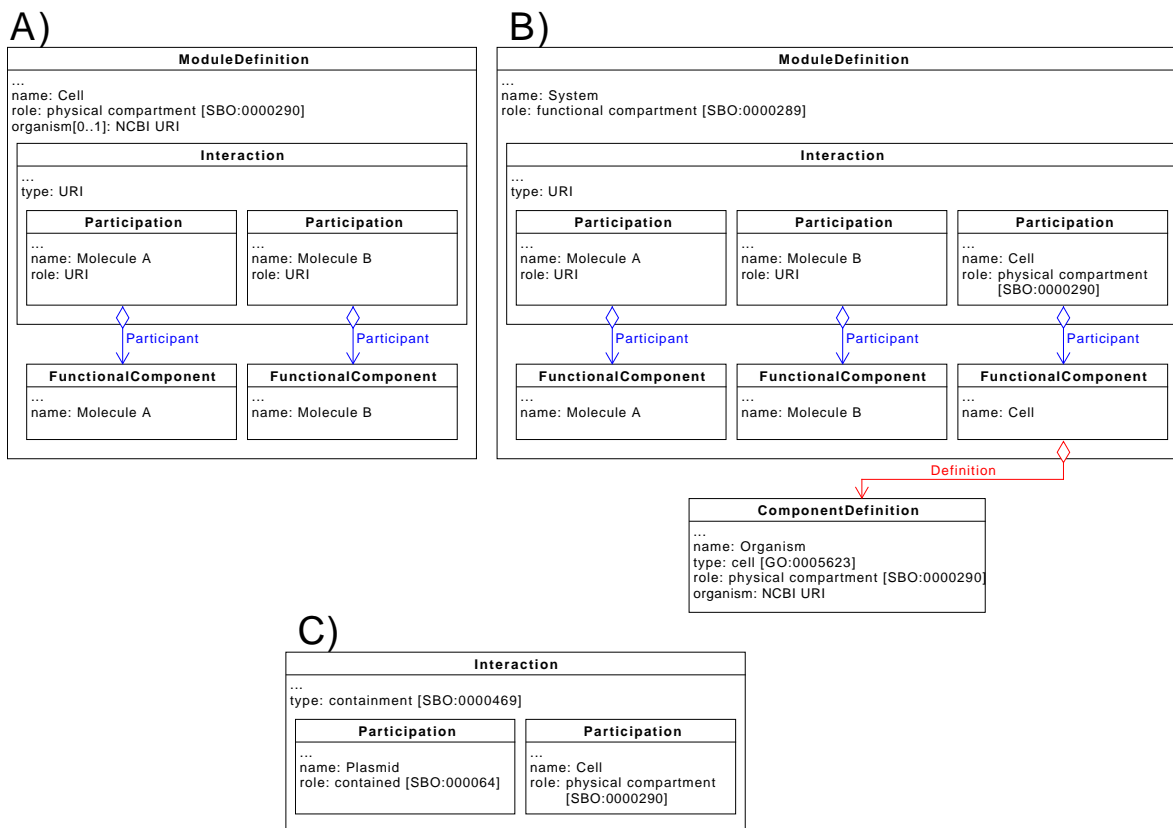 A)
ModuleDefinition
...
name: Cell
role: physical compartment [SBO:0000290]
organism[0..1]: NCBI URI
Interaction
...
type: URI
Participation
...
name: Molecule A
role: URI
Participation
...
name: Molecule B
role: URI
Participant
Participant
FunctionalComponent
...
name: Molecule A
FunctionalComponent
...
name: Molecule B
B)
ModuleDefinition
...
name: System
role: functional compartment [SBO:0000289]
Interaction
...
type: URI
Participation
...
name: Molecule A
role: URI
Participation
...
name: Molecule B
role: URI
Participation
...
name: Cell
role: physical compartment
[SBO:0000290]
Participant
Participant
Participant
FunctionalComponent
...
name: Molecule A
FunctionalComponent
...
name: Molecule B
FunctionalComponent
...
name: Cell
Definition
ComponentDefinition
...
name: Organism
type: cell [GO:0005623]
role: physical compartment [SBO:0000290]
organism: NCBI URI
C)
Interaction
...
type: containment [SBO:0000469]
Participation
...
name: Plasmid
role: contained [SBO:000064]
Participation
...
name: Cell
role: physical compartment
[SBO:0000290]